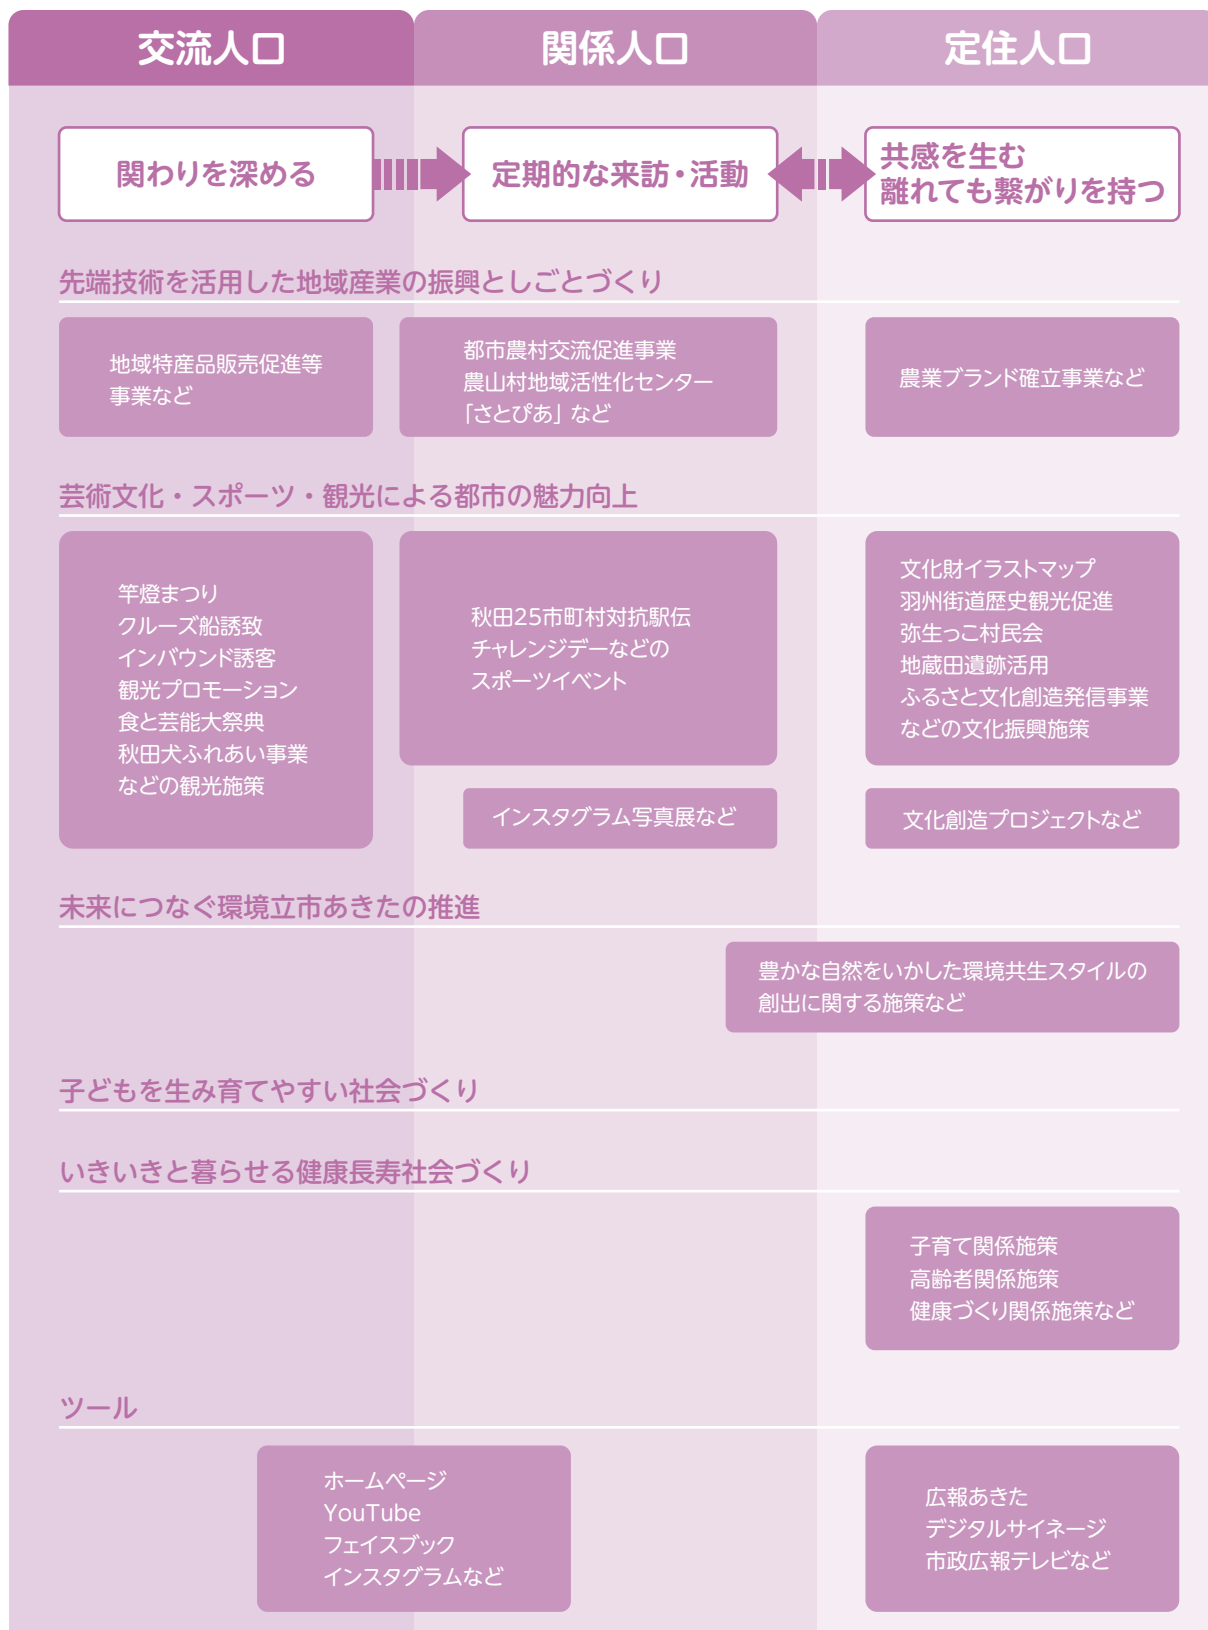 交流人口
関係人口
定住人口
関わりを深める
定期的な来訪・活動
共感を生む
離れても繋がりを持つ
先端技術を活用した地域産業の振興としごとづくり
地域特産品販売促進等
事業など
都市農村交流促進事業
農山村地域活性化センター
「さとぴあ」など
農業ブランド確立事業など
芸術文化・スポーツ・観光による都市の魅力向上
竿燈まつり
クルーズ船誘致
インバウンド誘客
観光プロモーション
食と芸能大祭典
秋田犬ふれあい事業
などの観光施策
秋田25市町村対抗駅伝
チャレンジデーなどの
スポーツイベント
インスタグラム写真展など
文化財イラストマップ
羽州街道歴史観光促進
弥生っこ村民会
地蔵田遺跡活用
ふるさと文化創造発信事業
などの文化振興施策
文化創造プロジェクトなど
未来につなぐ環境立市あきたの推進
豊かな自然をいかした環境共生スタイルの
創出に関する施策など
子どもを生み育てやすい社会づくり
いきいきと暮らせる健康長寿社会づくり
子育て関係施策
高齢者関係施策
健康づくり関係施策など
ツール
ホームページ
YouTube
フェイスブック
インスタグラムなど
広報あきた
デジタルサイネージ
市政広報テレビなど